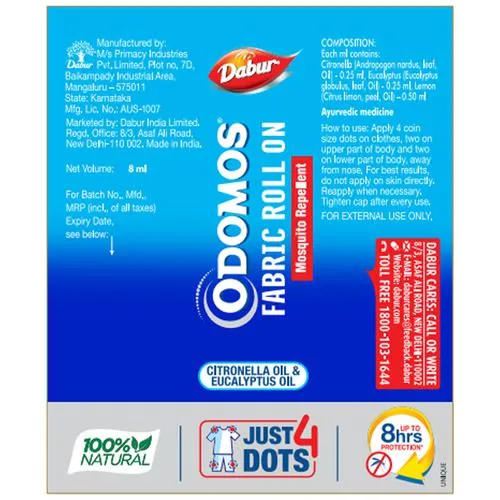 Dabur
Manufactured by:
M/s Pramacy Industries
Pvt, Limited, Plot no, 7D,
Baikampady Industrial Area,
Mangaluru – 575011
State: Karnataka
Mfg. Lic, No.: AUS-1007
Marketed by: Dabur India Limited.
Regd. Office: 8/3, Asaf Ali Road,
New Delhi-110 002. Made in India.
Net Volume: 8 ml
For Batch No,, Mfd,,
MRP (incl,, of all taxes)
Expiry Date,
see below:
Dabur
ODOMOS®
FABRIC ROLL ON
Mosquito Repellent
CITRONELLA OIL &
EUCALYPTUS OIL
COMPOSITION:
Each ml contains:
Citronella (Andropogon nardus, leaf,
Oil) - 0.25 ml, Eucalyptus (Eucalyptus
globulus, leaf, Oil) - 0.25 ml, Lemon
(Citrus limon, peel, Oil) – 0.50 ml
Ayurvedic medicine
How to use: Apply 4 coin
size dots on clothes, two on
upper part of body and two
on lower part of body, away
from nose, For best results,
do not apply on skin directly.
Reapply when necessary,
Tighten cap after every use.
FOR EXTERNAL USE ONLY,
DABUR CARES: CALL OR WRITE
8/3, ASAF ALI ROAD, NEW DELHI-110002
E-MAIL: daburcares@feedback.dabur
Website: dabur.com
TOLL FREE 1800-103-1644
100%
NATURAL
JUST 4
DOTS
UP TO
8hrs
PROTECTION*
UNIQUE